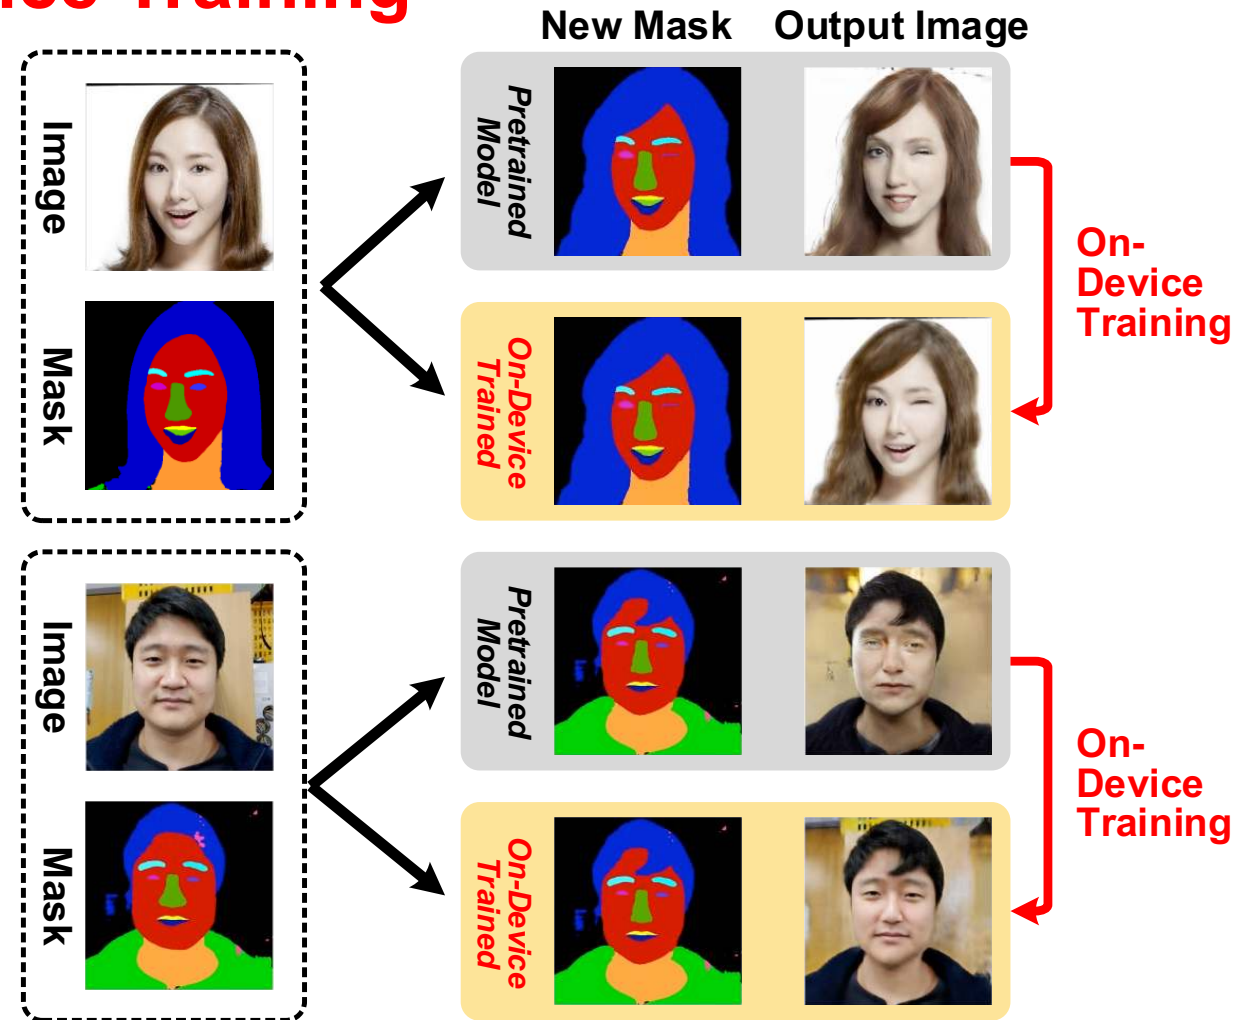 Training
New Mask
Output Image
Image
Mask
Pretrained
Model
On-Device
Trained
On-
Device
Training
Image
Mask
Pretrained
Model
On-Device
Trained
On-
Device
Training